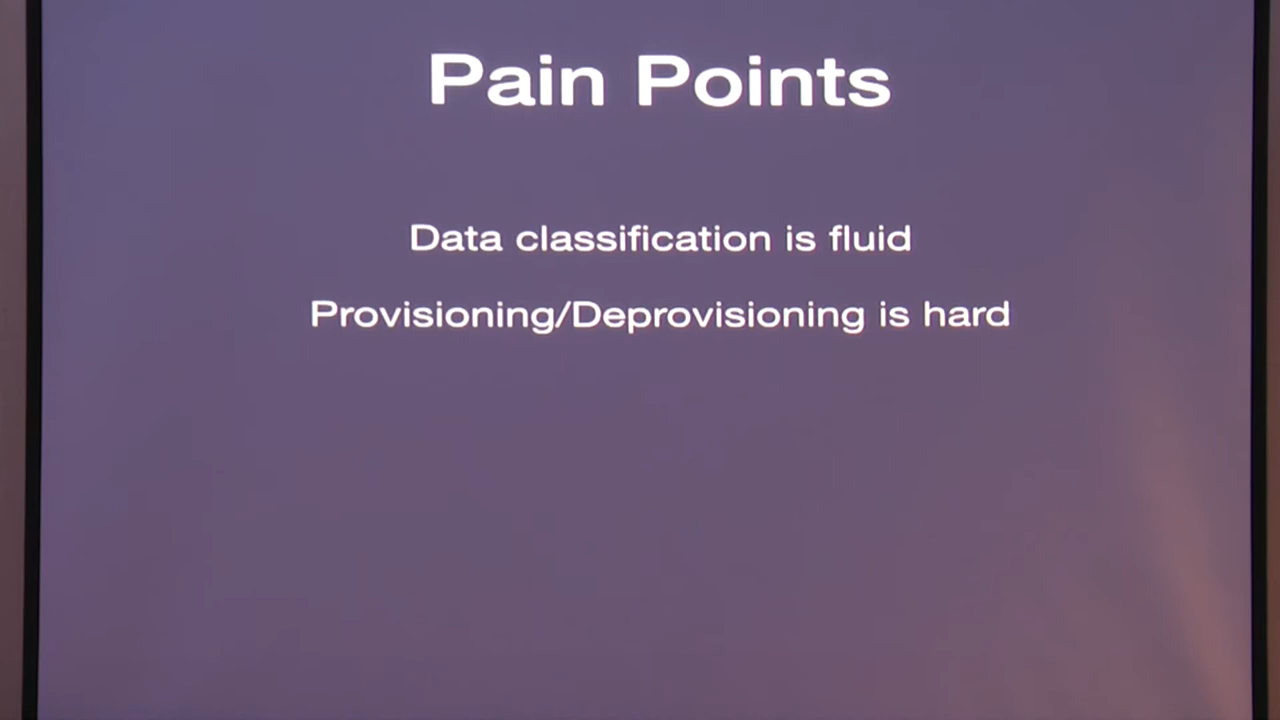 Pain Points
Data classification is fluid
Provisioning/Deprovisioning is hard